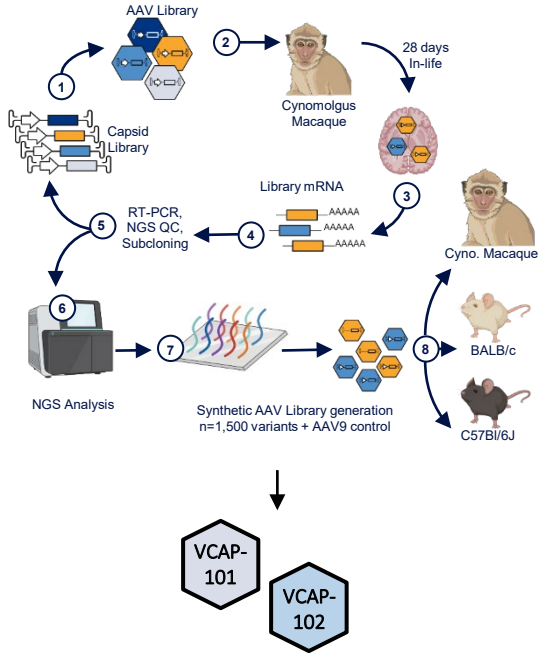 AAV Library
1
2
Cynomolgus
Macaque
28 days
In-life
Capsid
Library
3
Library mRNA
AAAAA
AAAAA
AAAAA
4
RT-PCR,
NGS QC,
Subcloning
5
Cyno. Macaque
6
NGS Analysis
7
Synthetic AAV Library generation
n=1,500 variants + AAV9 control
8
BALB/c
C57Bl/6J
VCAP-
101
VCAP-
102